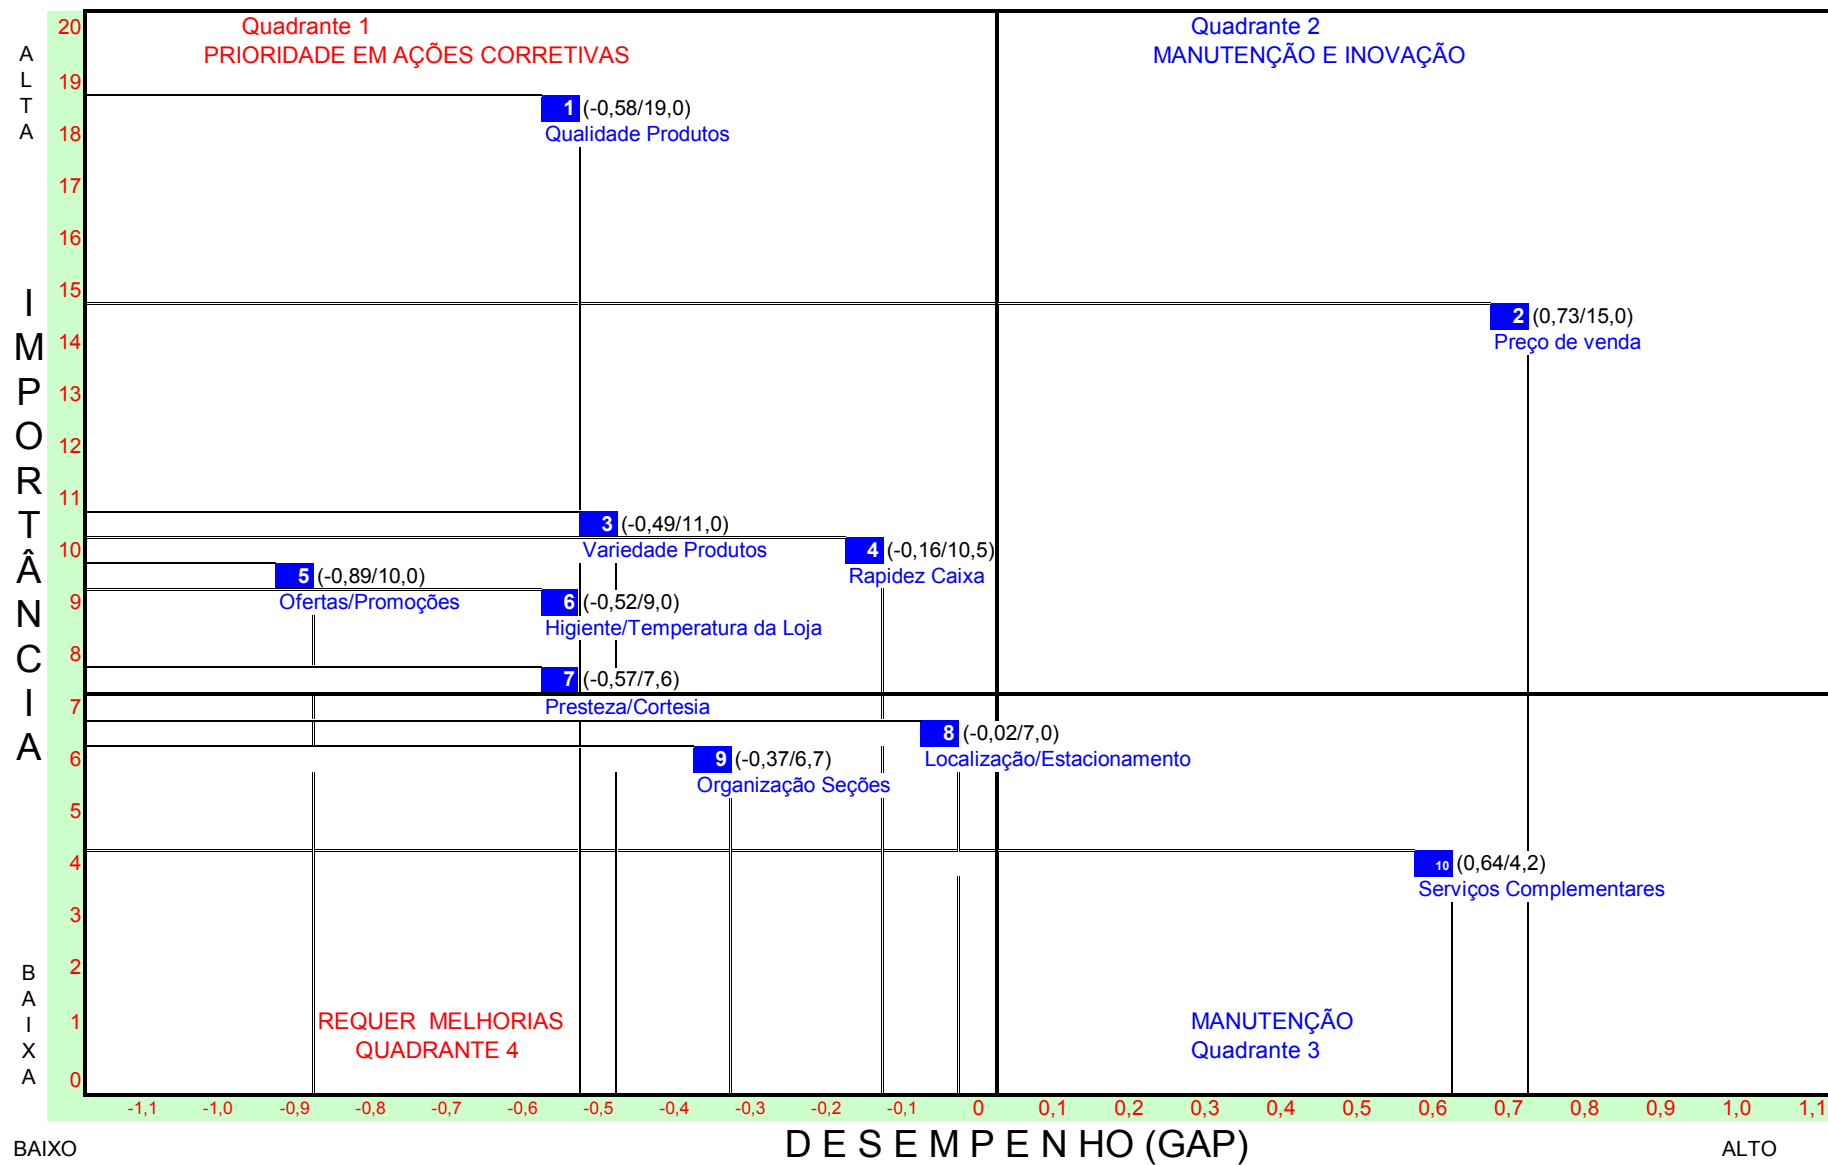 Quadrante 1
PRIORIDADE EM AÇÕES CORRETIVAS
Quadrante 2
MANUTENÇÃO E INOVAÇÃO
ALTA
IMPORTÂNCIA
BAIXA
20
19
18
17
16
15
14
13
12
11
10
9
8
7
6
5
4
3
2
1
0
1 (-0,58/19,0)
Qualidade Produtos
2 (0,73/15,0)
Preço de venda
3 (-0,49/11,0)
Variedade Produtos
4 (-0,16/10,5)
Rapidez Caixa
5 (-0,89/10,0)
Ofertas/Promoções
6 (-0,52/9,0)
Higiente/Temperatura da Loja
7 (-0,57/7,6)
Presteza/Cortesia
8 (-0,02/7,0)
Localização/Estacionamento
9 (-0,37/6,7)
Organização Seções
10 (0,64/4,2)
Serviços Complementares
REQUER MELHORIAS
QUADRANTE 4
MANUTENÇÃO
Quadrante 3
-1,1 -1,0 -0,9 -0,8 -0,7 -0,6 -0,5 -0,4 -0,3 -0,2 -0,1 0 0,1 0,2 0,3 0,4 0,5 0,6 0,7 0,8 0,9 1,0 1,1
BAIXO D E S E M P E N HO (GAP) ALTO